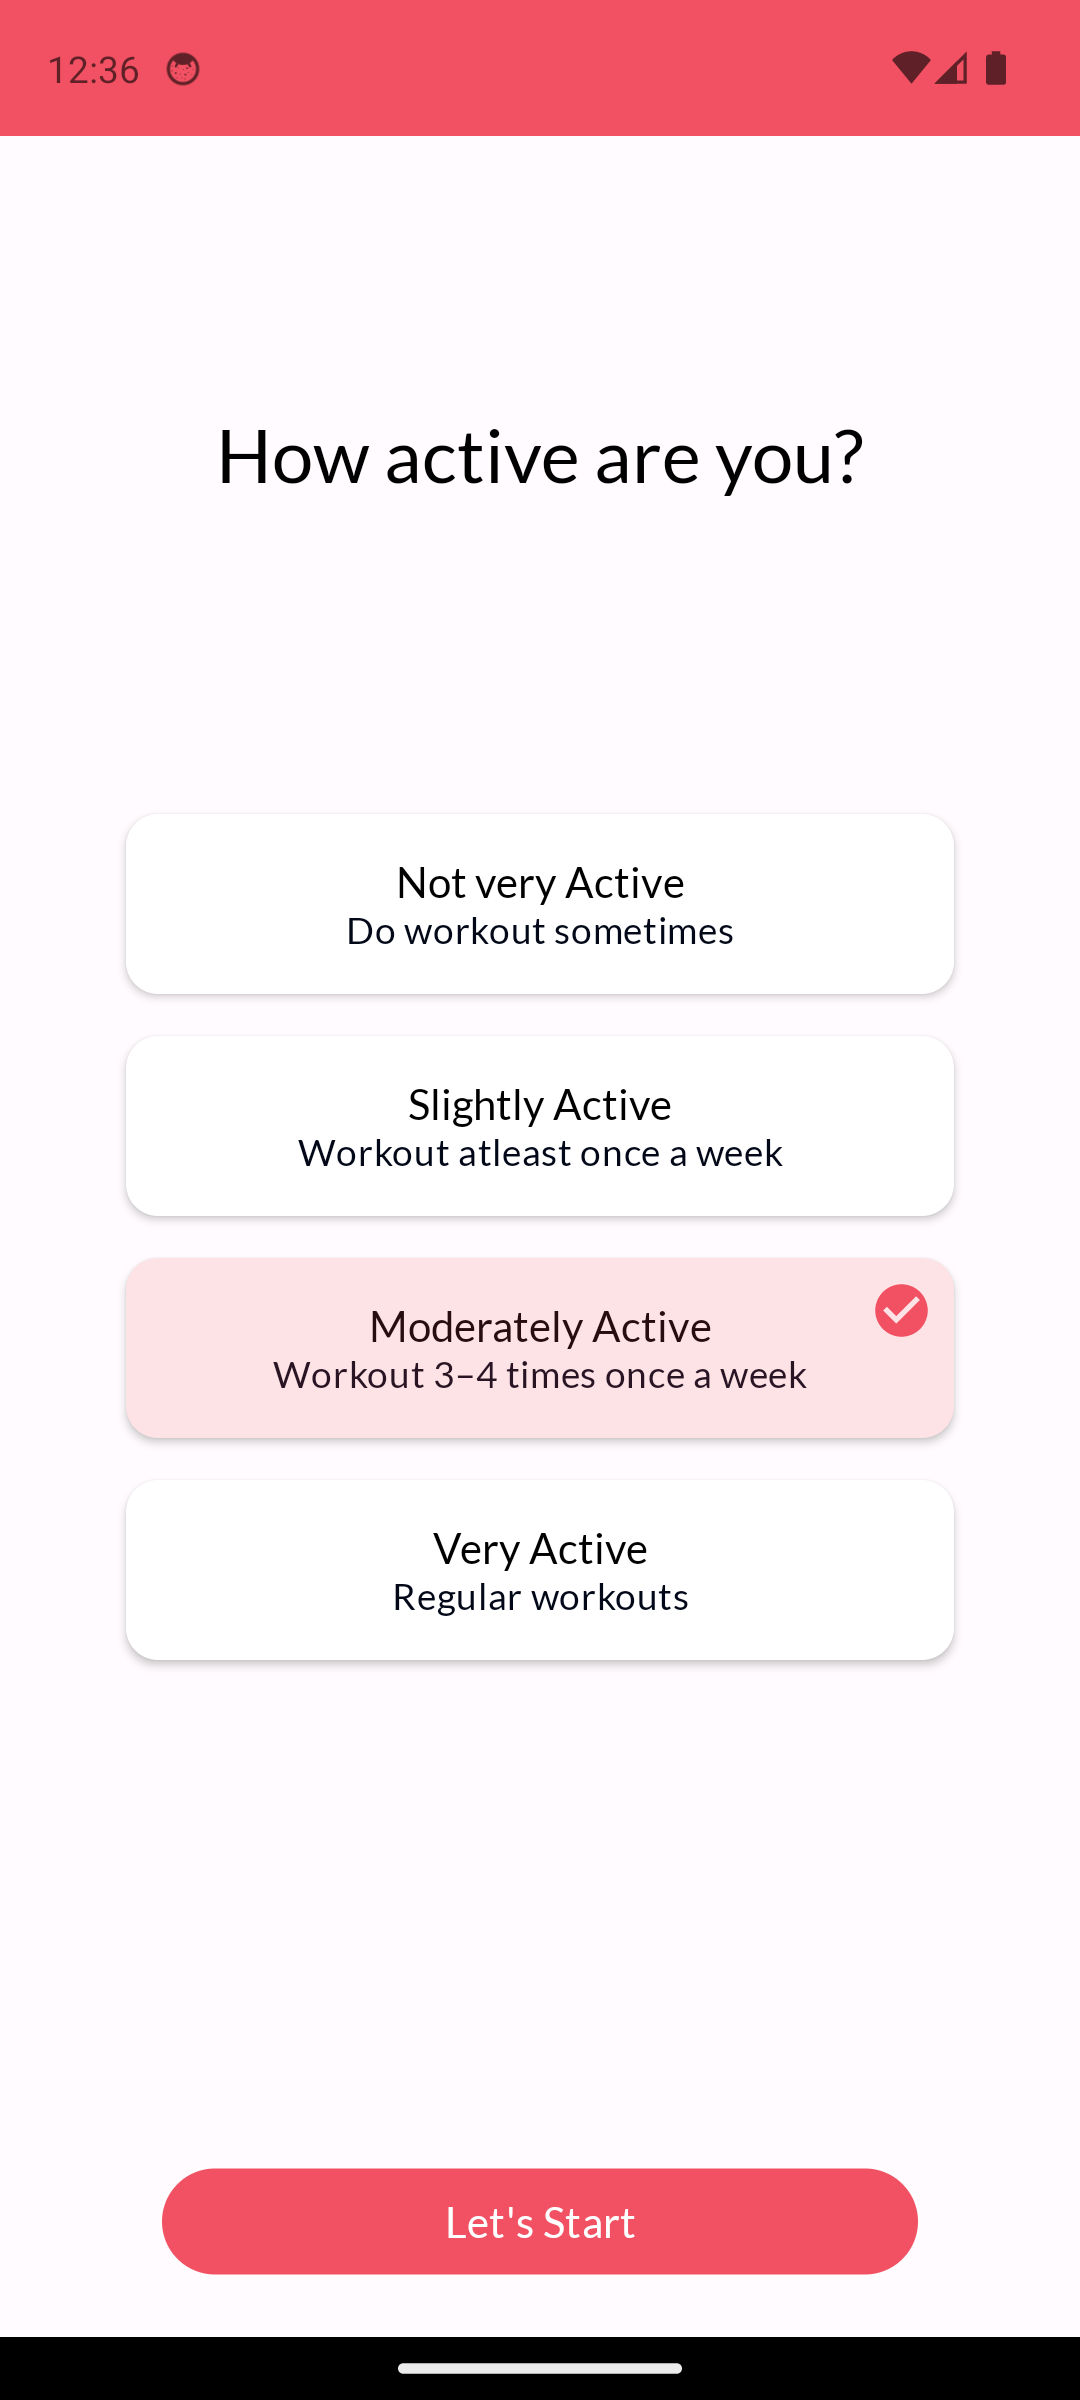 12:36
How active are you?
Not very Active
Do workout sometimes
Slightly Active
Workout atleast once a week
Moderately Active
Workout 3–4 times once a week
Very Active
Regular workouts
Let's Start